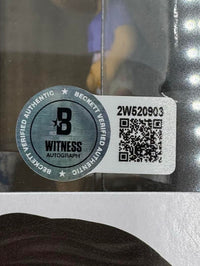 BECKETT VERIFIED AUTHENTIC
B
WITNESS
AUTOGRAPH
BECKETT VERIFIED AUTHENTIC
2W520903